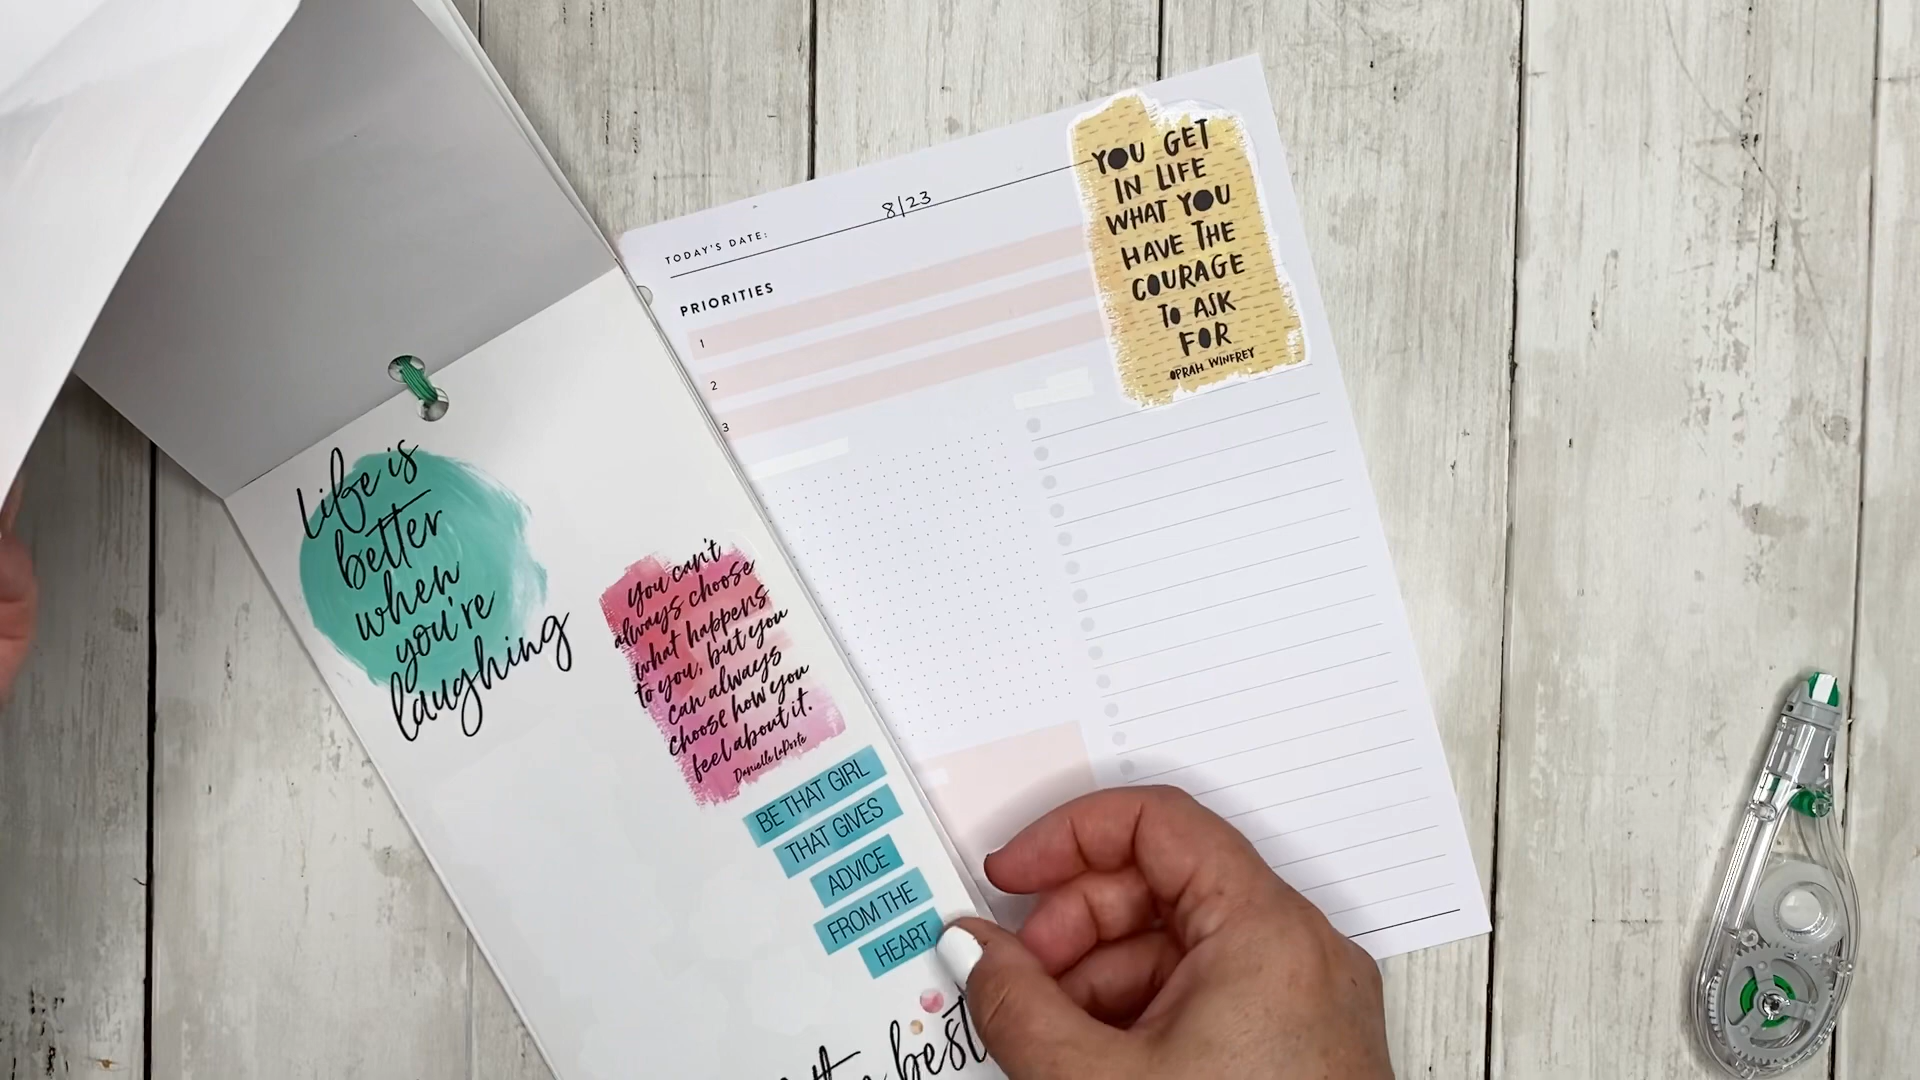 Life is
better
when
you're
laughing
you can't
always choose
what happens
to you, but you
can always
choose how you
feel about it.
Danielle LaPorte
BE THAT GIRL
THAT GIVES
ADVICE
FROM THE
HEART
best
TODAY'S DATE: 8/23
PRIORITIES
1
2
3
YOU GET
IN LIFE
WHAT YOU
HAVE THE
COURAGE
TO ASK
FOR
OPRAH WINFREY